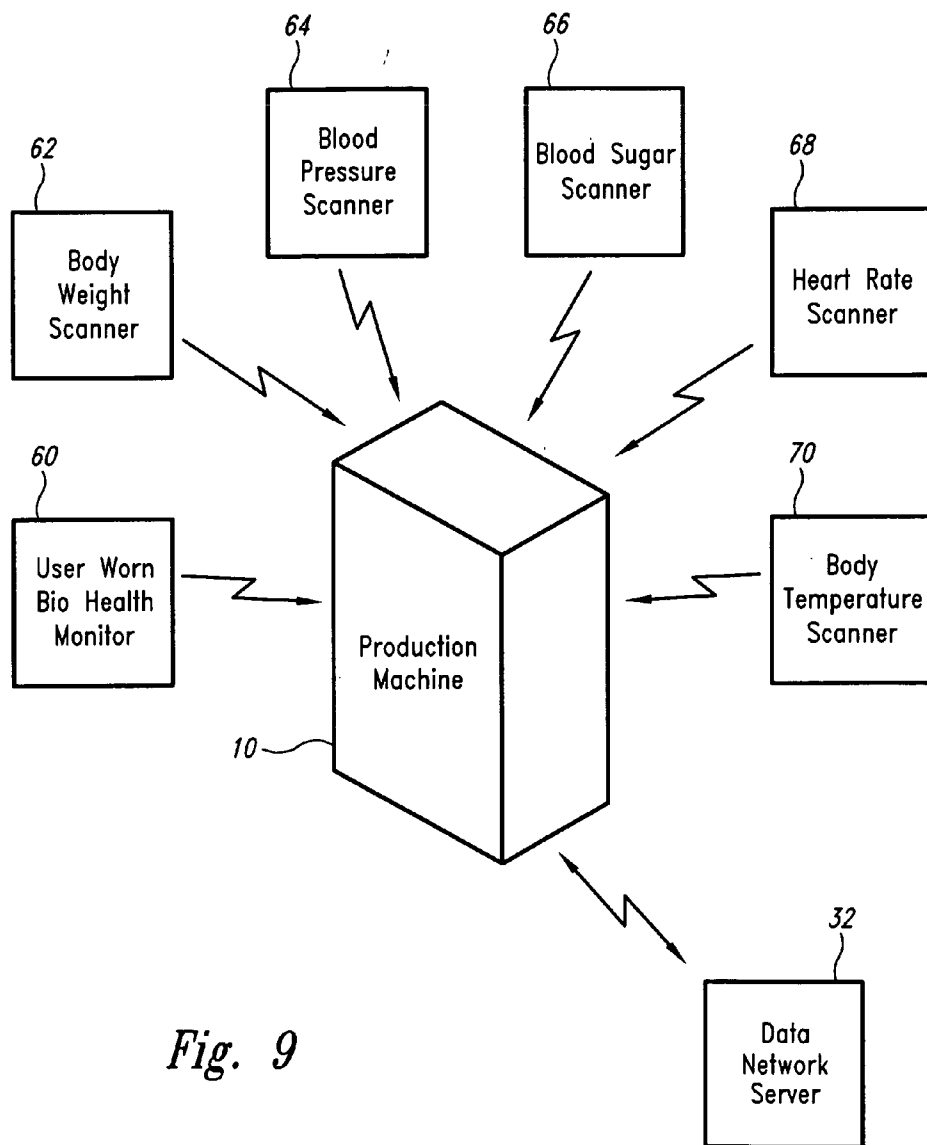 64
66
62
68
Blood
Pressure
Scanner
Blood Sugar
Scanner
Body
Weight
Scanner
Heart Rate
Scanner
60
70
User Worn
Bio Health
Monitor
Production
Machine
Body
Temperature
Scanner
10
32
Data
Network
Server
Fig. 9